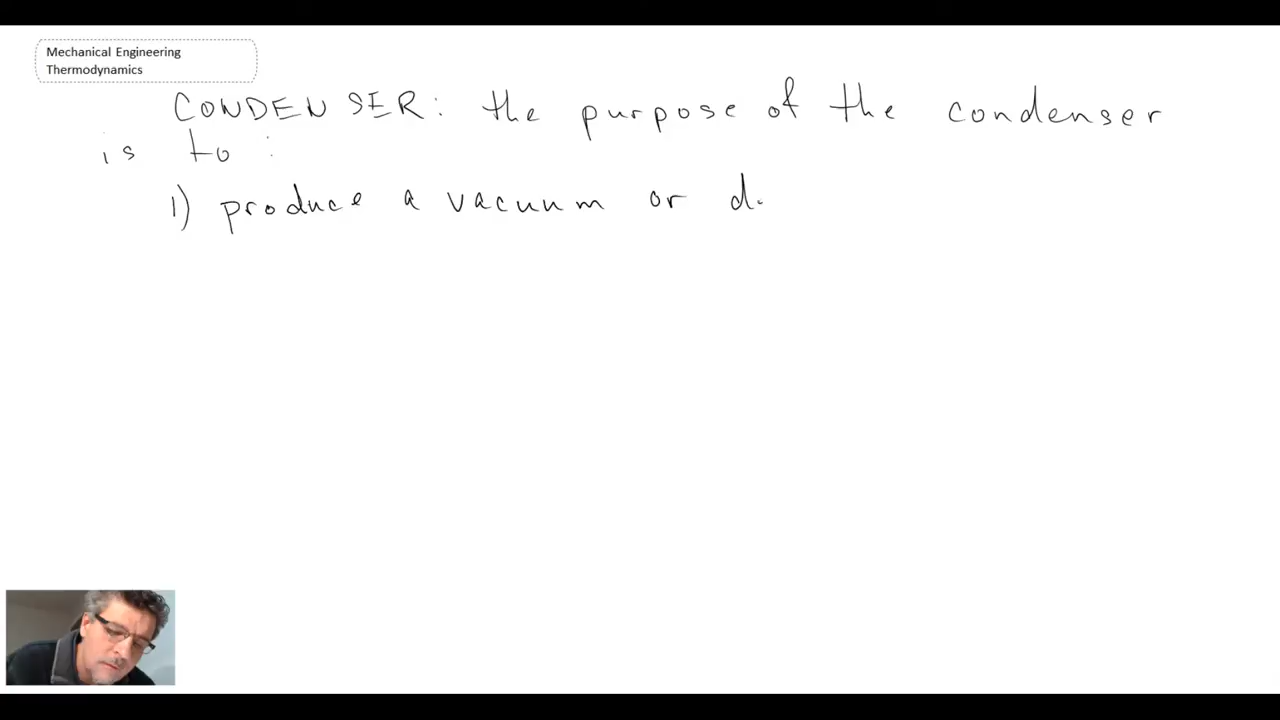 Mechanical Engineering
Thermodynamics
CONDENSER: the purpose of the condenser
is to :
1) produce a vacuum or d